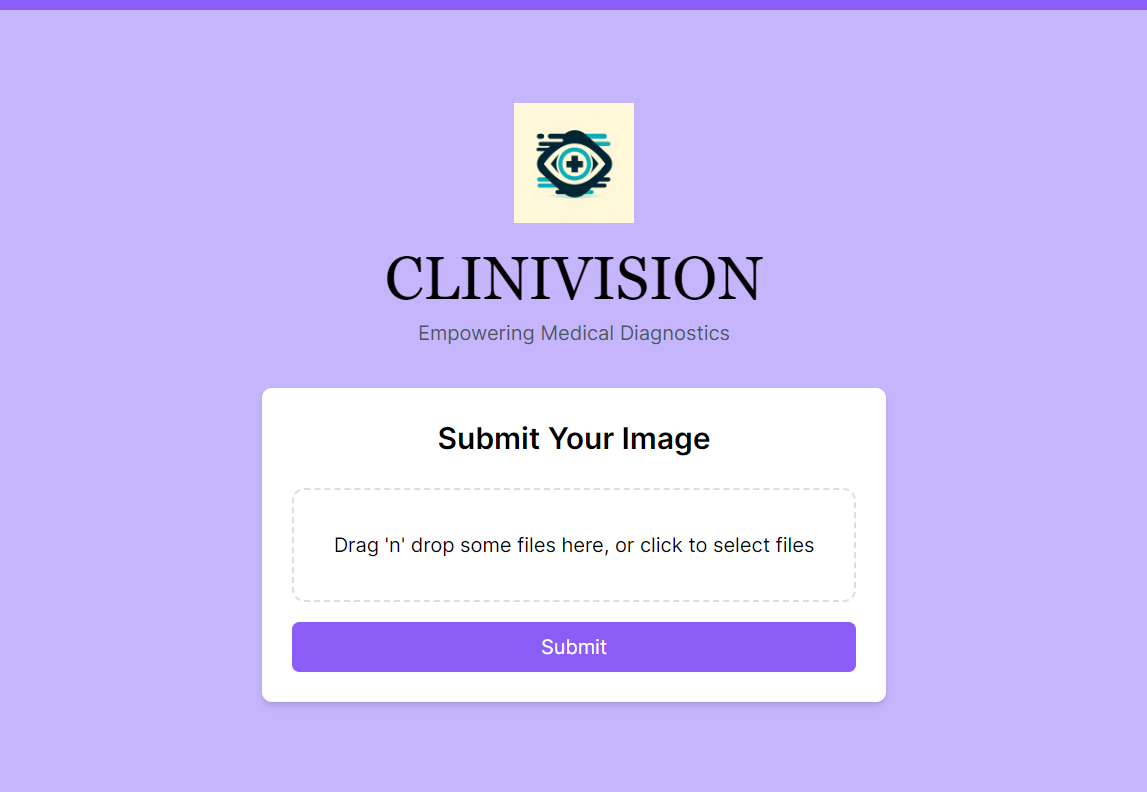 CLINIVISION
Empowering Medical Diagnostics
Submit Your Image
Drag 'n' drop some files here, or click to select files
Submit